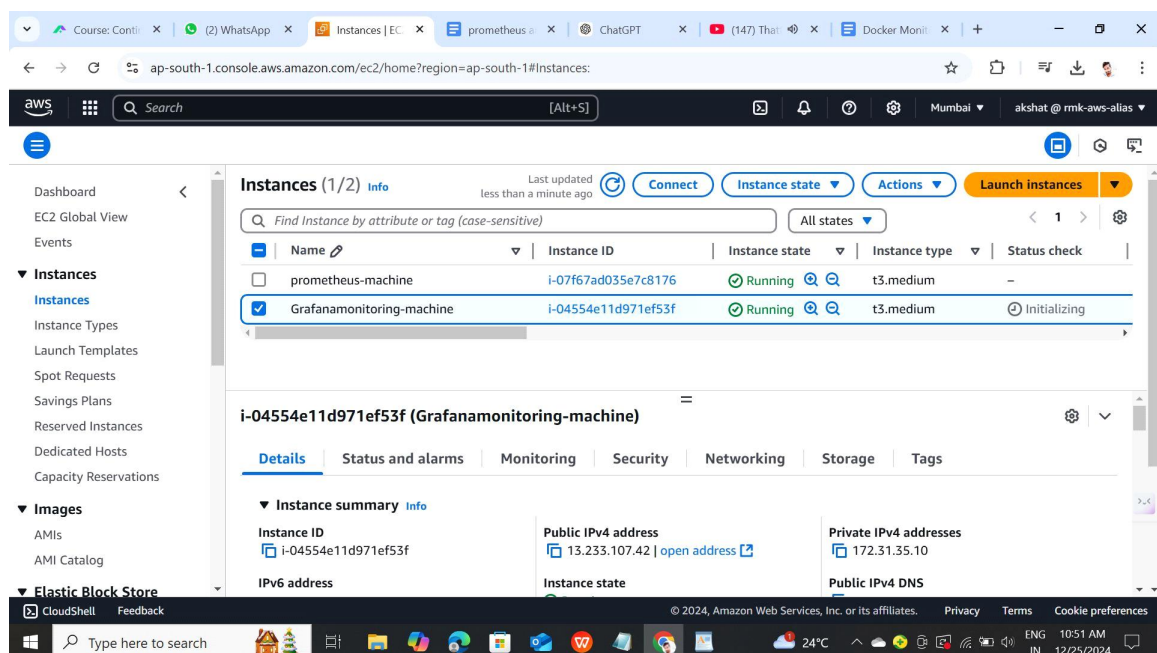 Course: Conti
(2) WhatsApp
Instances | EC
prometheus a
ChatGPT
(147) That
Docker Monit
ap-south-1.console.aws.amazon.com/ec2/home?region=ap-south-1#Instances:
aws
Search
[Alt+S]
Mumbai
akshat @ rmk-aws-alias
Dashboard
EC2 Global View
Events
Instances
Instances
Instance Types
Launch Templates
Spot Requests
Savings Plans
Reserved Instances
Dedicated Hosts
Capacity Reservations
Images
AMIs
AMI Catalog
Elastic Block Store
Instances (1/2) Info
Last updated
less than a minute ago
Connect
Instance state
Actions
Launch instances
Find Instance by attribute or tag (case-sensitive)
All states
1
Name Instance ID Instance state Instance type Status check
prometheus-machine i-07f67ad035e7c8176 Running t3.medium –
Grafanamonitoring-machine i-04554e11d971ef53f Running t3.medium Initializing
i-04554e11d971ef53f (Grafanamonitoring-machine)
Details Status and alarms Monitoring Security Networking Storage Tags
Instance summary Info
Instance ID
i-04554e11d971ef53f
Public IPv4 address
13.233.107.42 | open address
Private IPv4 addresses
172.31.35.10
IPv6 address
Instance state
Public IPv4 DNS
CloudShell Feedback
© 2024, Amazon Web Services, Inc. or its affiliates. Privacy Terms Cookie preferences
Type here to search
24°C
ENG
IN
10:51 AM
12/25/2024